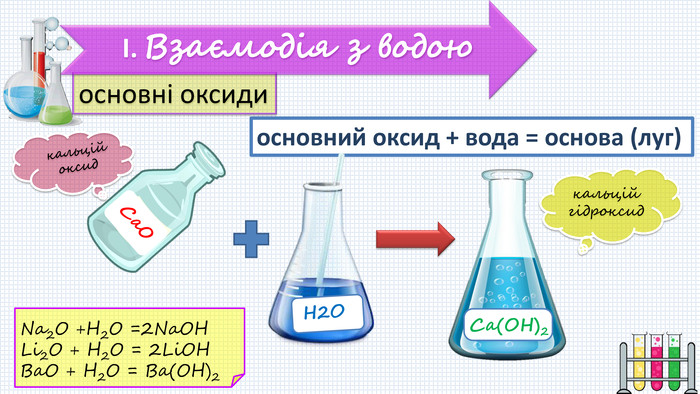 І. Взаємодія з водою
основні оксиди
основний оксид + вода = основа (луг)
кальцій
оксид
CaO
H2O
Ca(OH)₂
кальцій
гідроксид
Na₂O +H₂O =2NaOH
Li₂O + H₂O = 2LiOH
BaO + H₂O = Ba(OH)₂